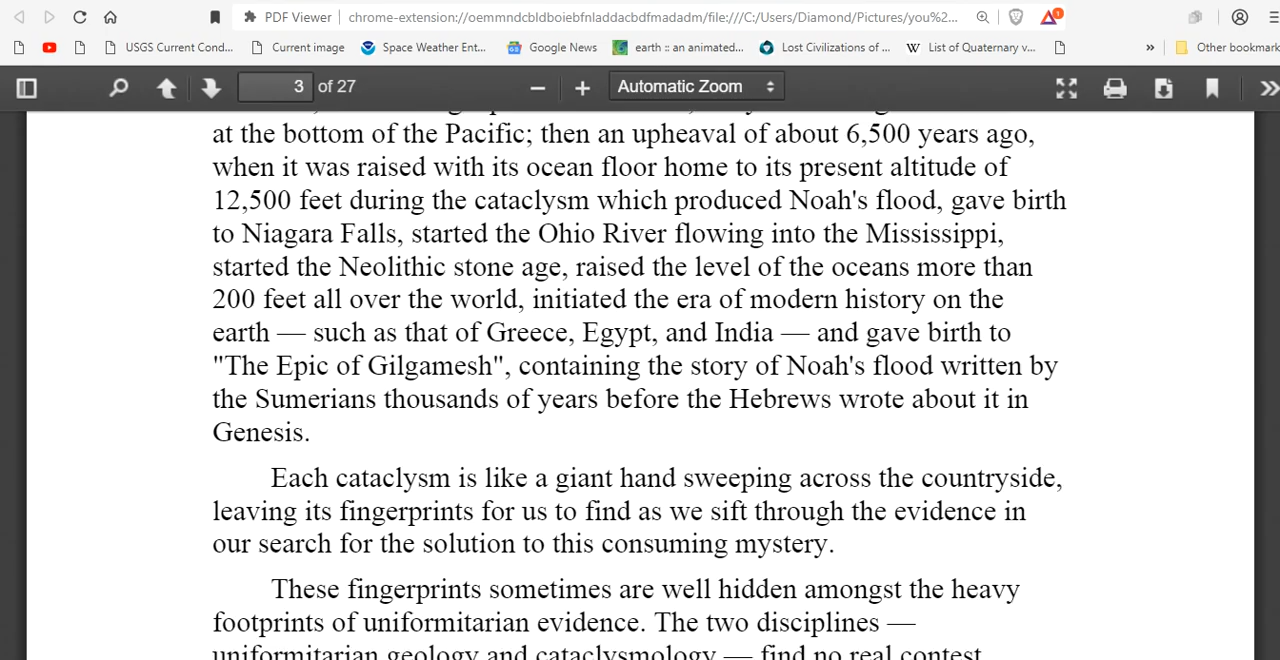 PDF Viewer
chrome-extension://oemmndcbldboiebfnladdacbdfmadadm/file:///C:/Users/Diamond/Pictures/you%2...
1
USGS Current Cond...
Current image
Space Weather Ent...
Google News
earth :: an animated...
Lost Civilizations of ...
W List of Quaternary v...
»
Other bookmark
3 of 27
Automatic Zoom
at the bottom of the Pacific; then an upheaval of about 6,500 years ago,
when it was raised with its ocean floor home to its present altitude of
12,500 feet during the cataclysm which produced Noah's flood, gave birth
to Niagara Falls, started the Ohio River flowing into the Mississippi,
started the Neolithic stone age, raised the level of the oceans more than
200 feet all over the world, initiated the era of modern history on the
earth — such as that of Greece, Egypt, and India — and gave birth to
"The Epic of Gilgamesh", containing the story of Noah's flood written by
the Sumerians thousands of years before the Hebrews wrote about it in
Genesis.
Each cataclysm is like a giant hand sweeping across the countryside,
leaving its fingerprints for us to find as we sift through the evidence in
our search for the solution to this consuming mystery.
These fingerprints sometimes are well hidden amongst the heavy
footprints of uniformitarian evidence. The two disciplines —
uniformitarian geology and cataclysmology — find no real contest